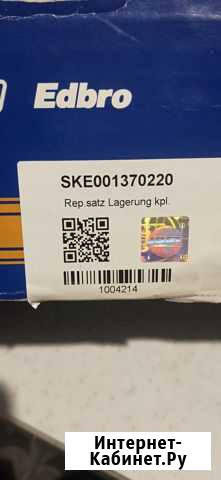 Edbro
SKE001370220
Rep.satz Lagerung kpl.
1004214
Интернет-
Кабинет.Ру